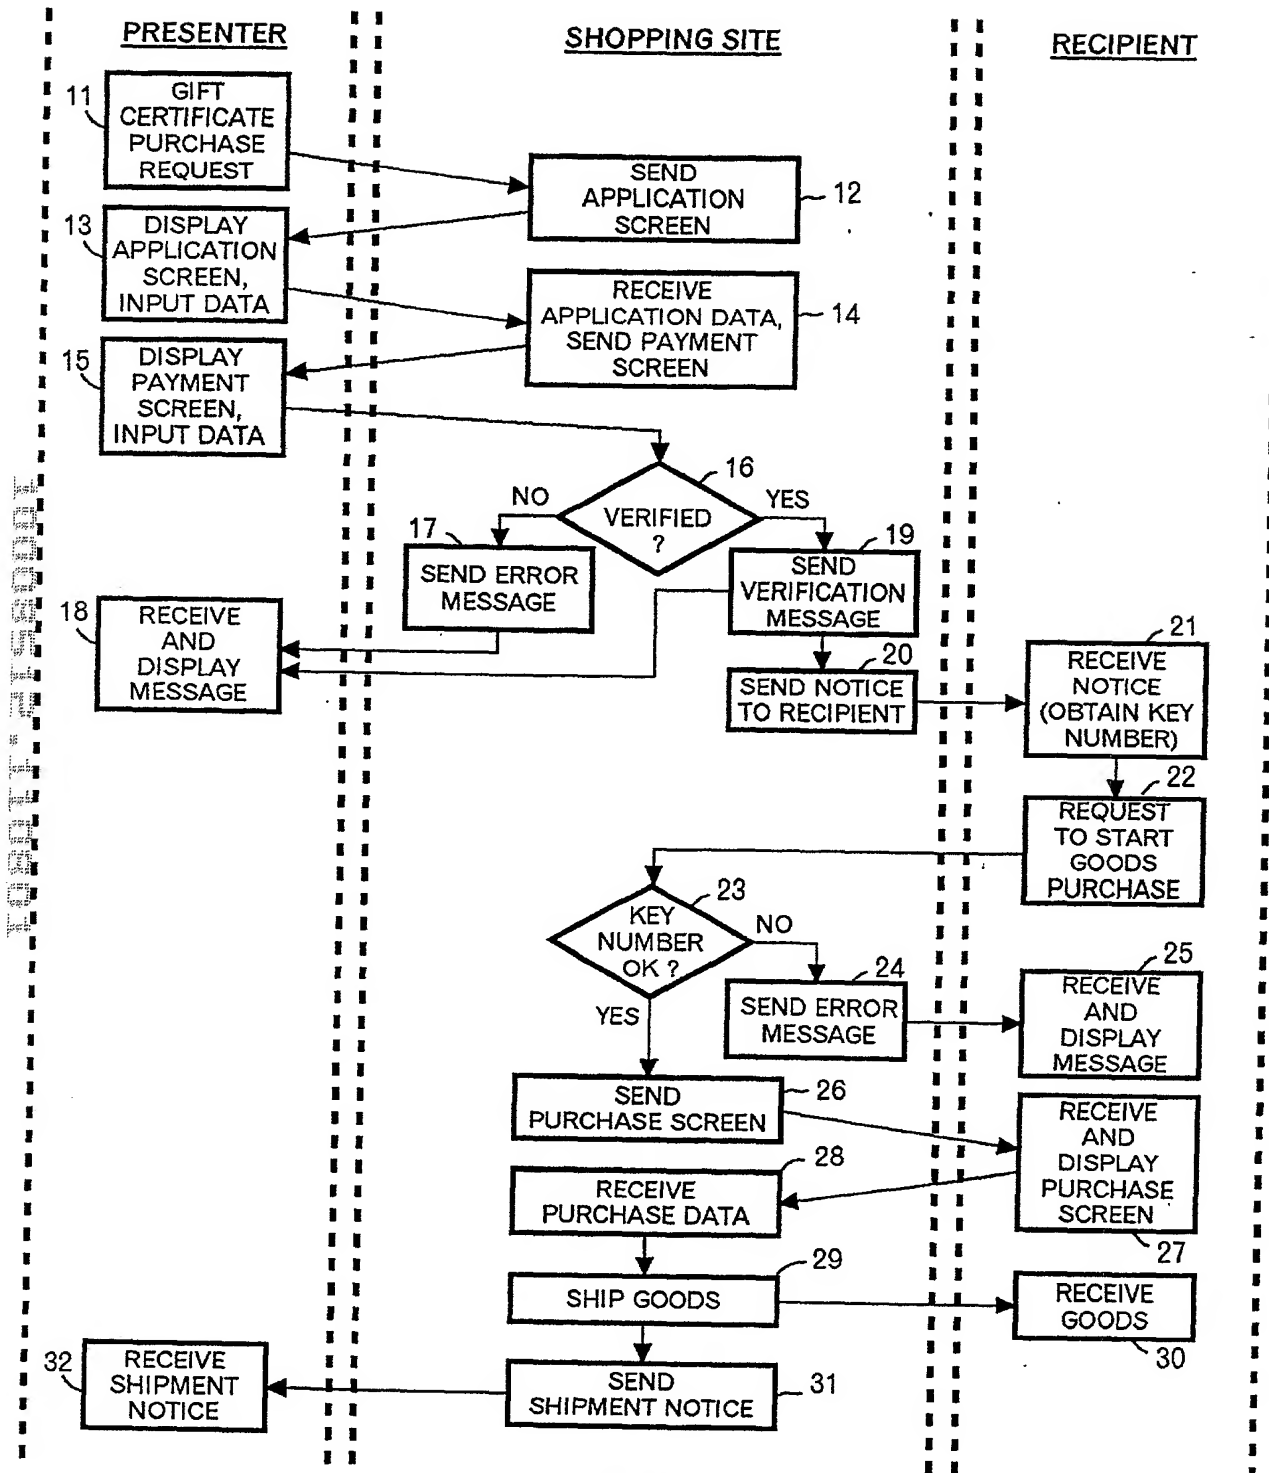 PRESENTER
SHOPPING SITE
RECIPIENT
11
GIFT
CERTIFICATE
PURCHASE
REQUEST
SEND
APPLICATION
SCREEN
12
13
DISPLAY
APPLICATION
SCREEN,
INPUT DATA
RECEIVE
APPLICATION DATA,
SEND PAYMENT
SCREEN
14
15
DISPLAY
PAYMENT
SCREEN,
INPUT DATA
16
VERIFIED
?
NO
YES
17
SEND ERROR
MESSAGE
19
SEND
VERIFICATION
MESSAGE
18
RECEIVE
AND
DISPLAY
MESSAGE
20
SEND NOTICE
TO RECIPIENT
21
RECEIVE
NOTICE
(OBTAIN KEY
NUMBER)
22
REQUEST
TO START
GOODS
PURCHASE
23
KEY
NUMBER
OK ?
NO
YES
24
SEND ERROR
MESSAGE
25
RECEIVE
AND
DISPLAY
MESSAGE
26
SEND
PURCHASE SCREEN
RECEIVE
AND
DISPLAY
PURCHASE
SCREEN
27
28
RECEIVE
PURCHASE DATA
29
SHIP GOODS
RECEIVE
GOODS
30
SEND
SHIPMENT NOTICE
31
32
RECEIVE
SHIPMENT
NOTICE